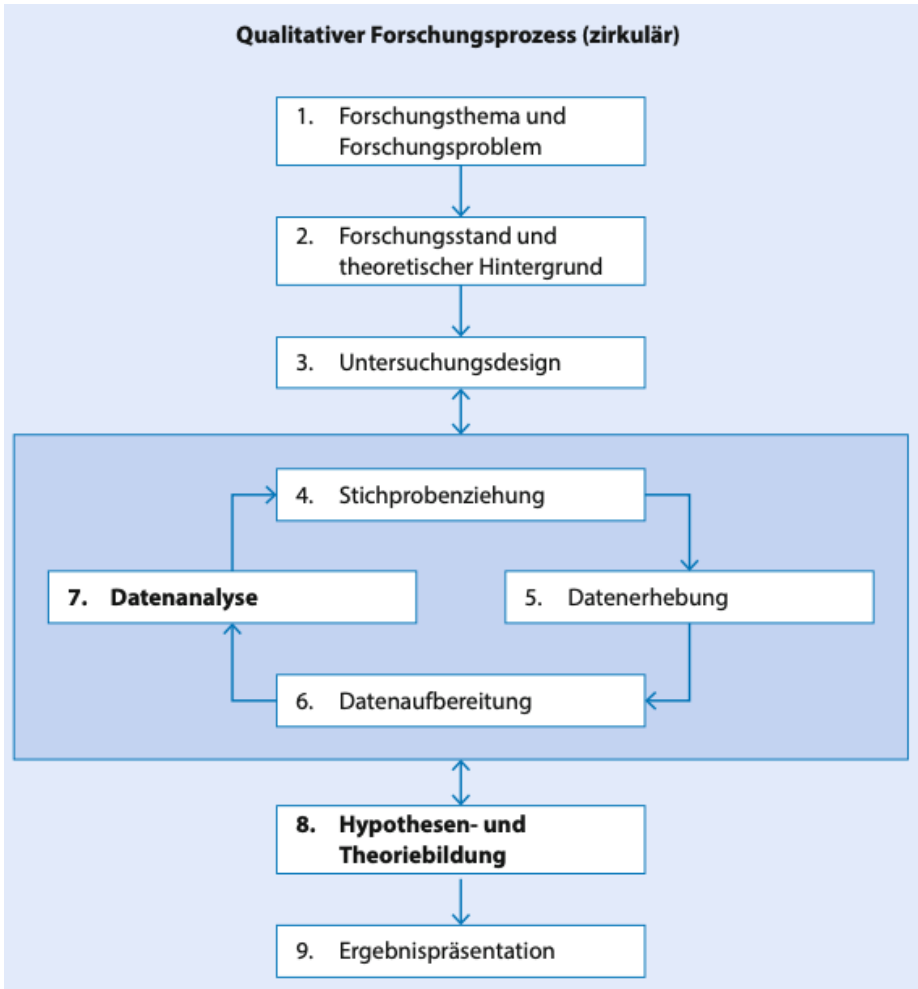 Qualitativer Forschungsprozess (zirkulär)
1. Forschungsthema und
Forschungsproblem
2. Forschungsstand und
theoretischer Hintergrund
3. Untersuchungsdesign
4. Stichprobenziehung
7. Datenanalyse
5. Datenerhebung
6. Datenaufbereitung
8. Hypothesen- und
Theoriebildung
9. Ergebnispräsentation